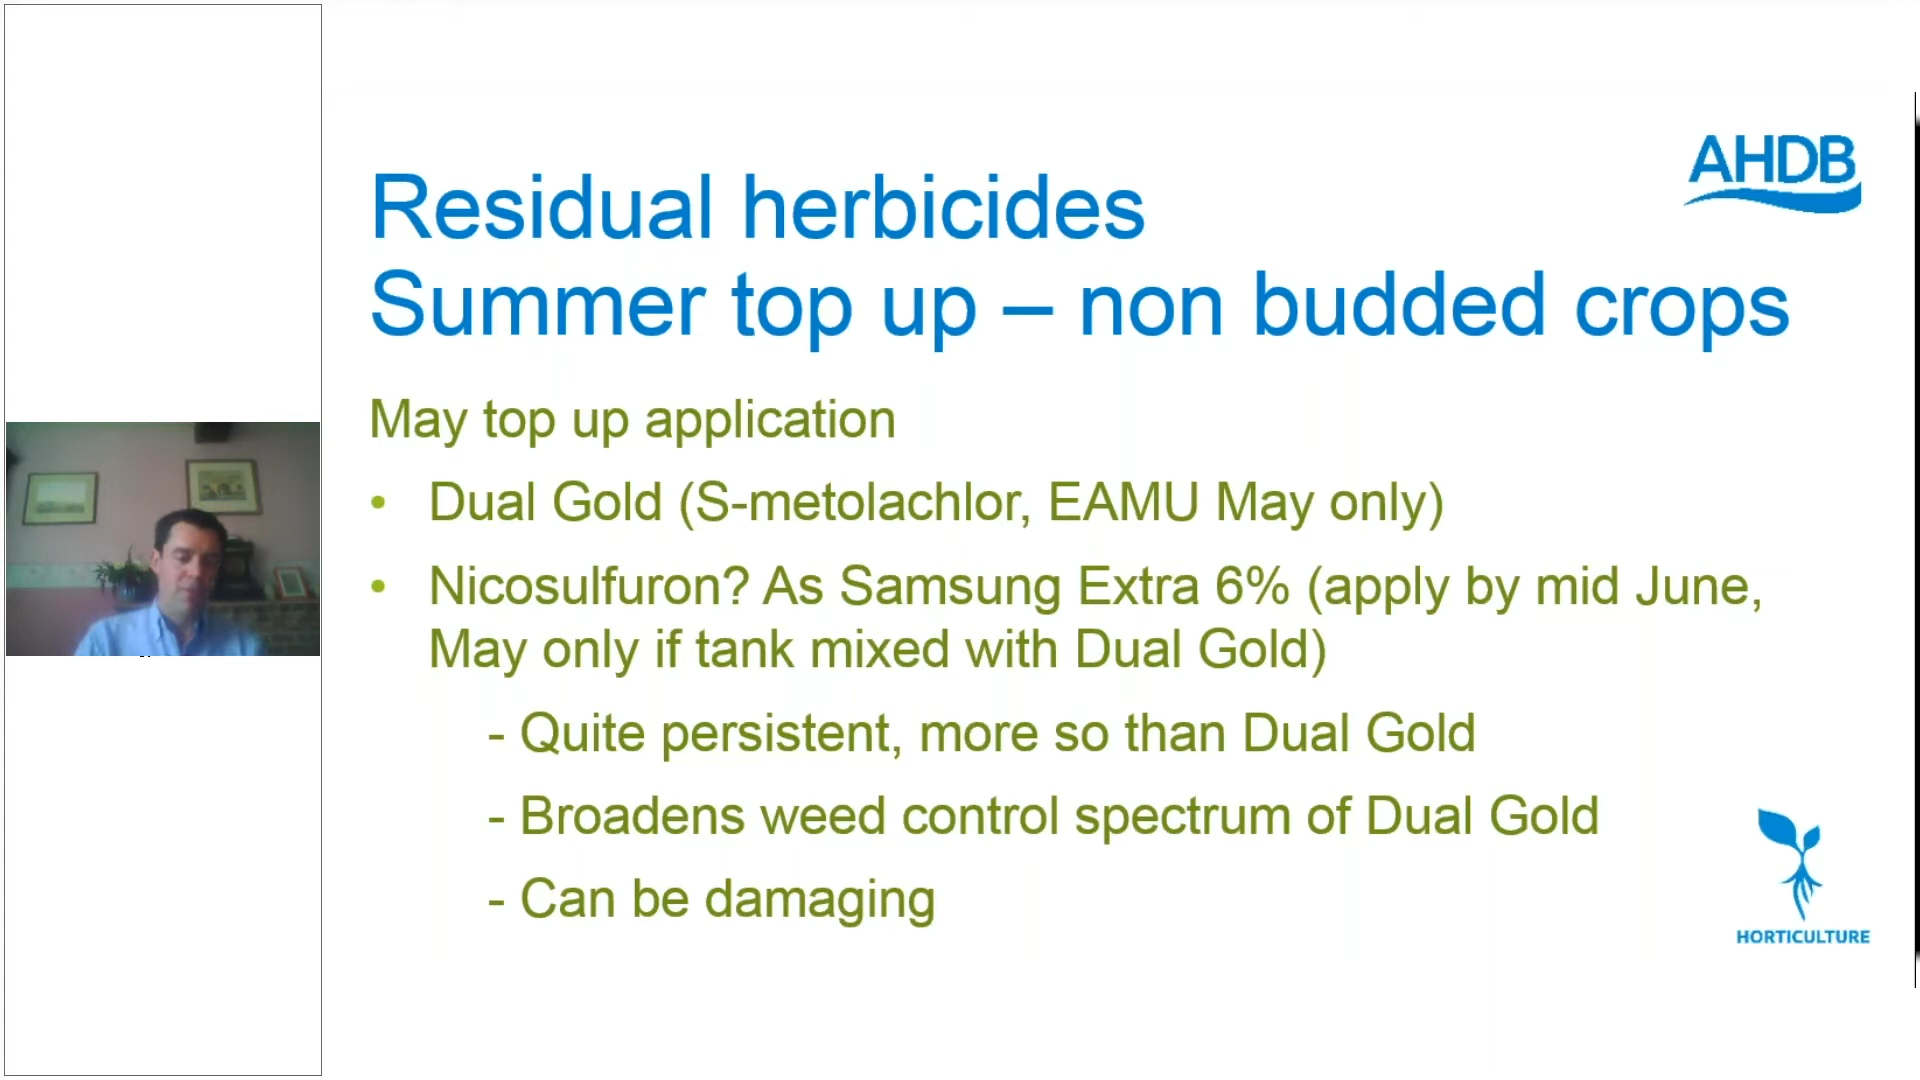 AHDB
Residual herbicides
Summer top up – non budded crops
May top up application
• Dual Gold (S-metolachlor, EAMU May only)
• Nicosulfuron? As Samsung Extra 6% (apply by mid June,
May only if tank mixed with Dual Gold)
- Quite persistent, more so than Dual Gold
- Broadens weed control spectrum of Dual Gold
- Can be damaging
HORTICULTURE